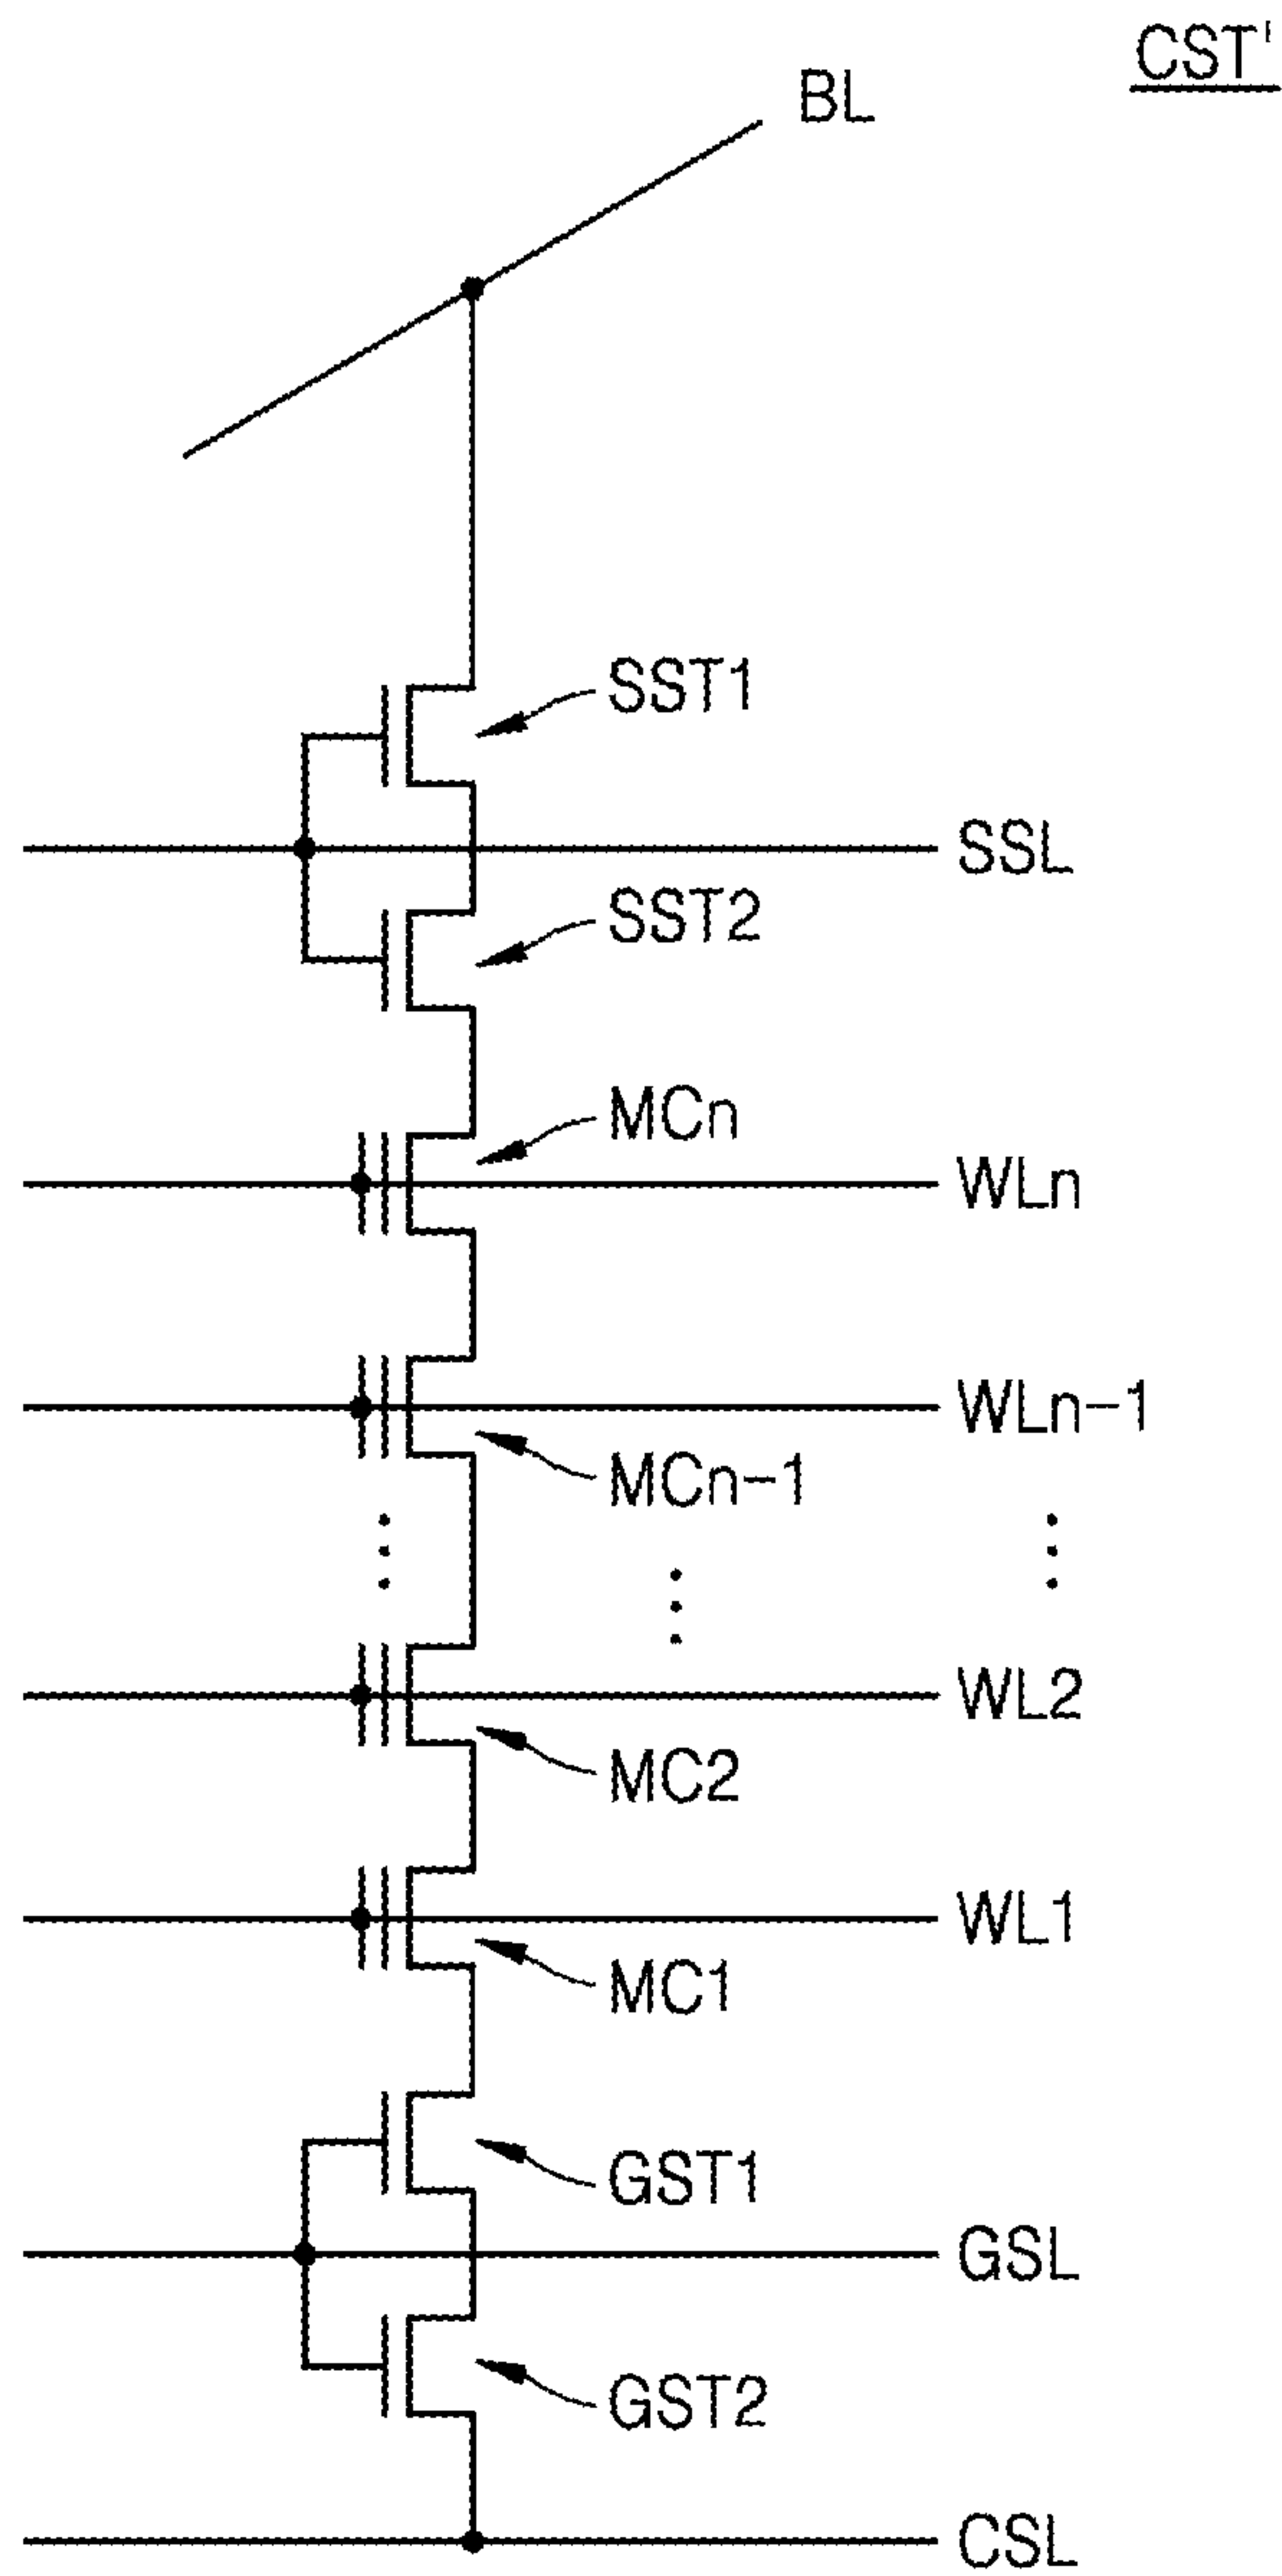 CST'
BL
SST1
SSL
SST2
MCn
WLn
WLn-1
MCn-1
WL2
MC2
WL1
MC1
GST1
GSL
GST2
CSL